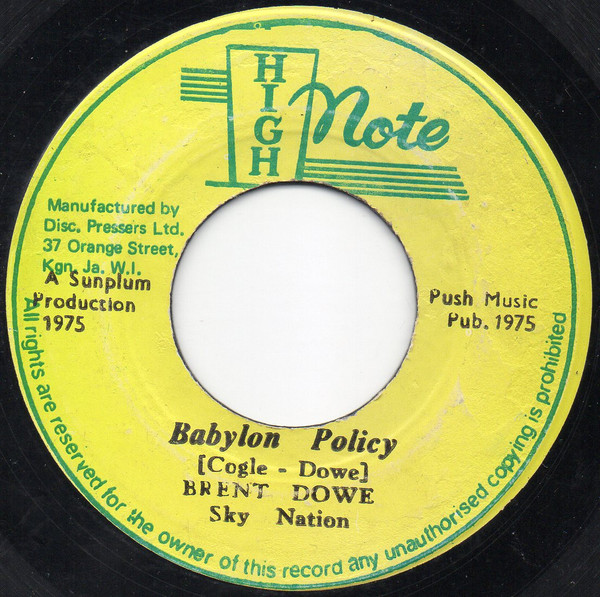 HIGH Note
Manufactured by
Disc. Pressers Ltd.
37 Orange Street,
Kgn, Ja. W.I.
A Sunplum
Production
1975
Push Music
Pub. 1975
Babylon Policy
[Cogle - Dowe]
BRENT DOWE
Sky Nation
All rights are reserved for the owner of this record any unauthorised copying is prohibited